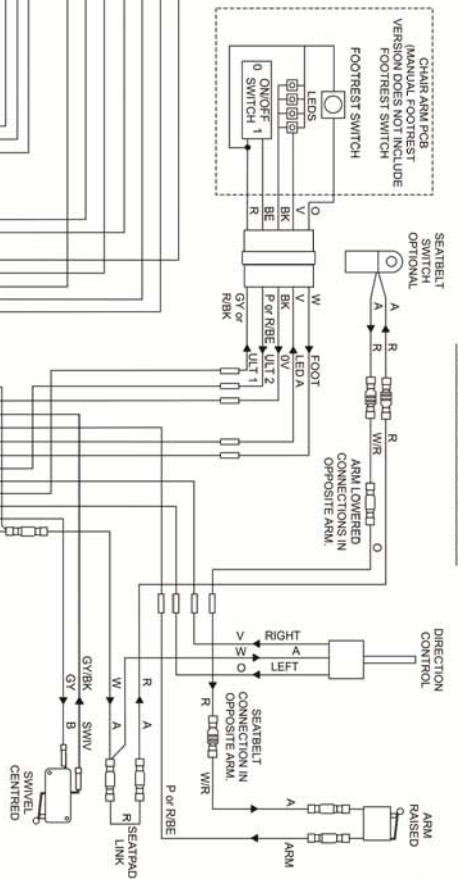 CHAIR ARM PCB
(MANUAL FOOTREST
VERSION DOES NOT INCLUDE
FOOTREST SWITCH
FOOTREST SWITCH
LEDS
ON/OFF
SWITCH
0
1
O
V
BK
BE
R
W
V
BK
P or R/BE
GY or
R/BK
FOOT
LED A
0V
ULT 2
ULT 1
SEATBELT
SWITCH
OPTIONAL
A
R
A
R
R
W/R
O
ARM LOWERED
CONNECTIONS IN
OPPOSITE ARM.
DIRECTION
CONTROL
RIGHT
A
LEFT
V
W
O
R
W/R
SEATBELT
CONNECTION IN
OPPOSITE ARM.
ARM
RAISED
A
ARM
P or R/BE
R
A
W
A
R
SEATPAD
LINK
GY/BK
SWIV
GY
B
SWIVEL
CENTRED